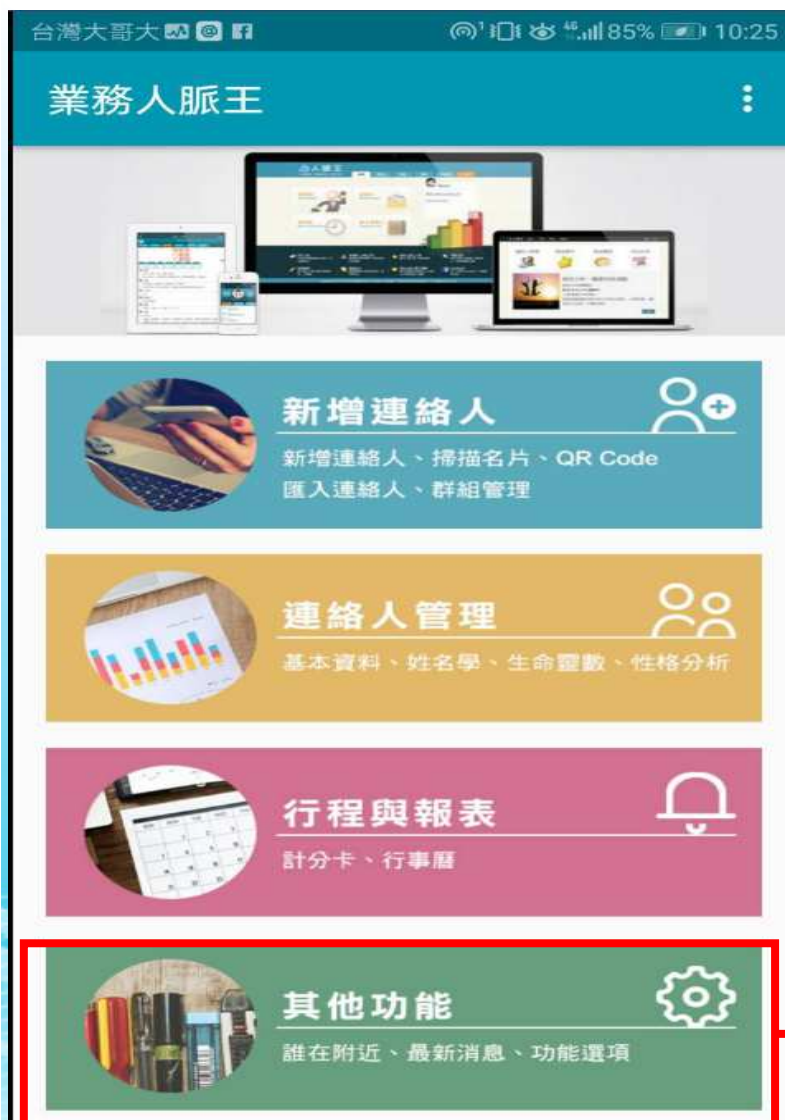 台灣大哥大 85% 10:25
業務人脈王
新增連絡人
新增連絡人、掃描名片、QR Code
匯入連絡人、群組管理
連絡人管理
基本資料、姓名學、生命靈數、性格分析
行程與報表
計分卡、行事曆
其他功能
誰在附近、最新消息、功能選項